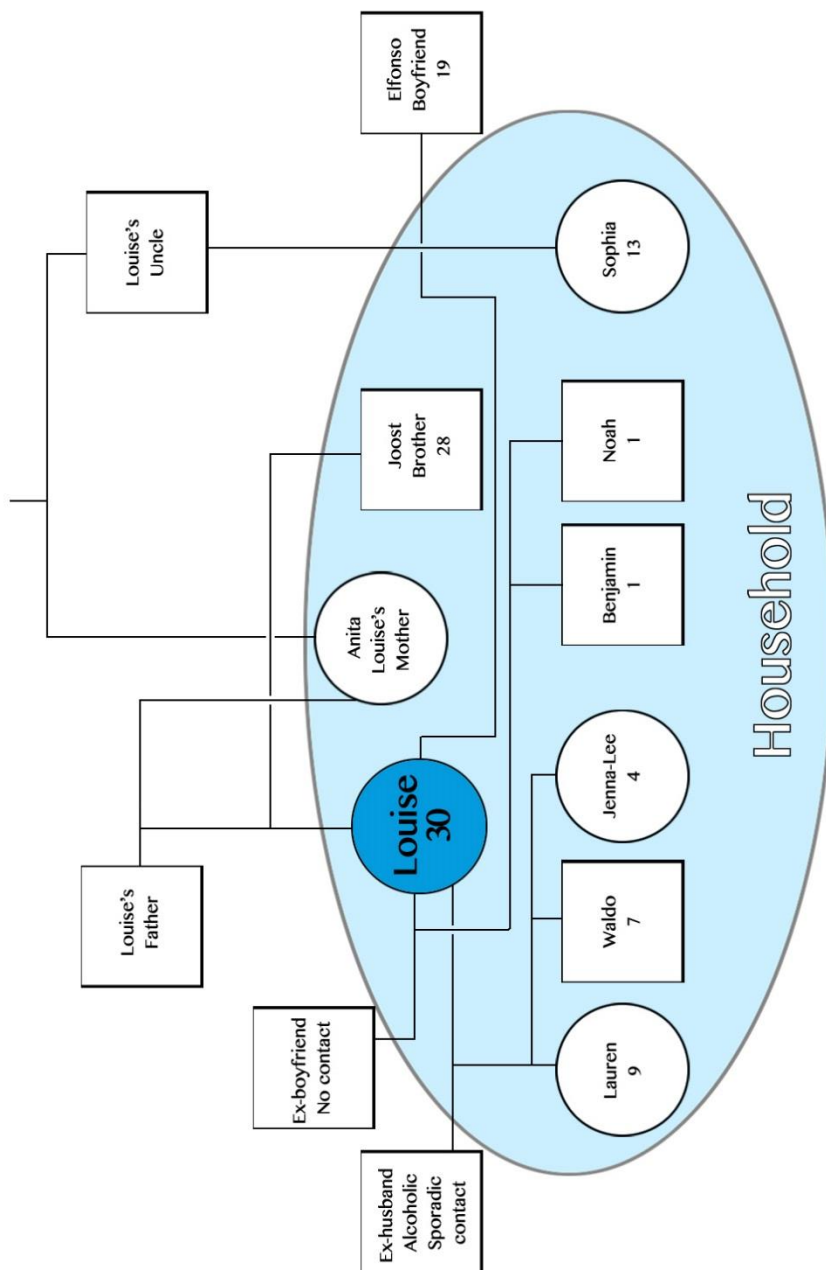 Louise's
Uncle
Louise's
Father
Elfonso
Boyfriend
19
Ex-boyfriend
No contact
Ex-husband
Alcoholic
Sporadic
contact
Louise
30
Anita
Louise's
Mother
Joost
Brother
28
Lauren
9
Waldo
7
Jenna-Lee
4
Benjamin
1
Noah
1
Sophia
13
Household